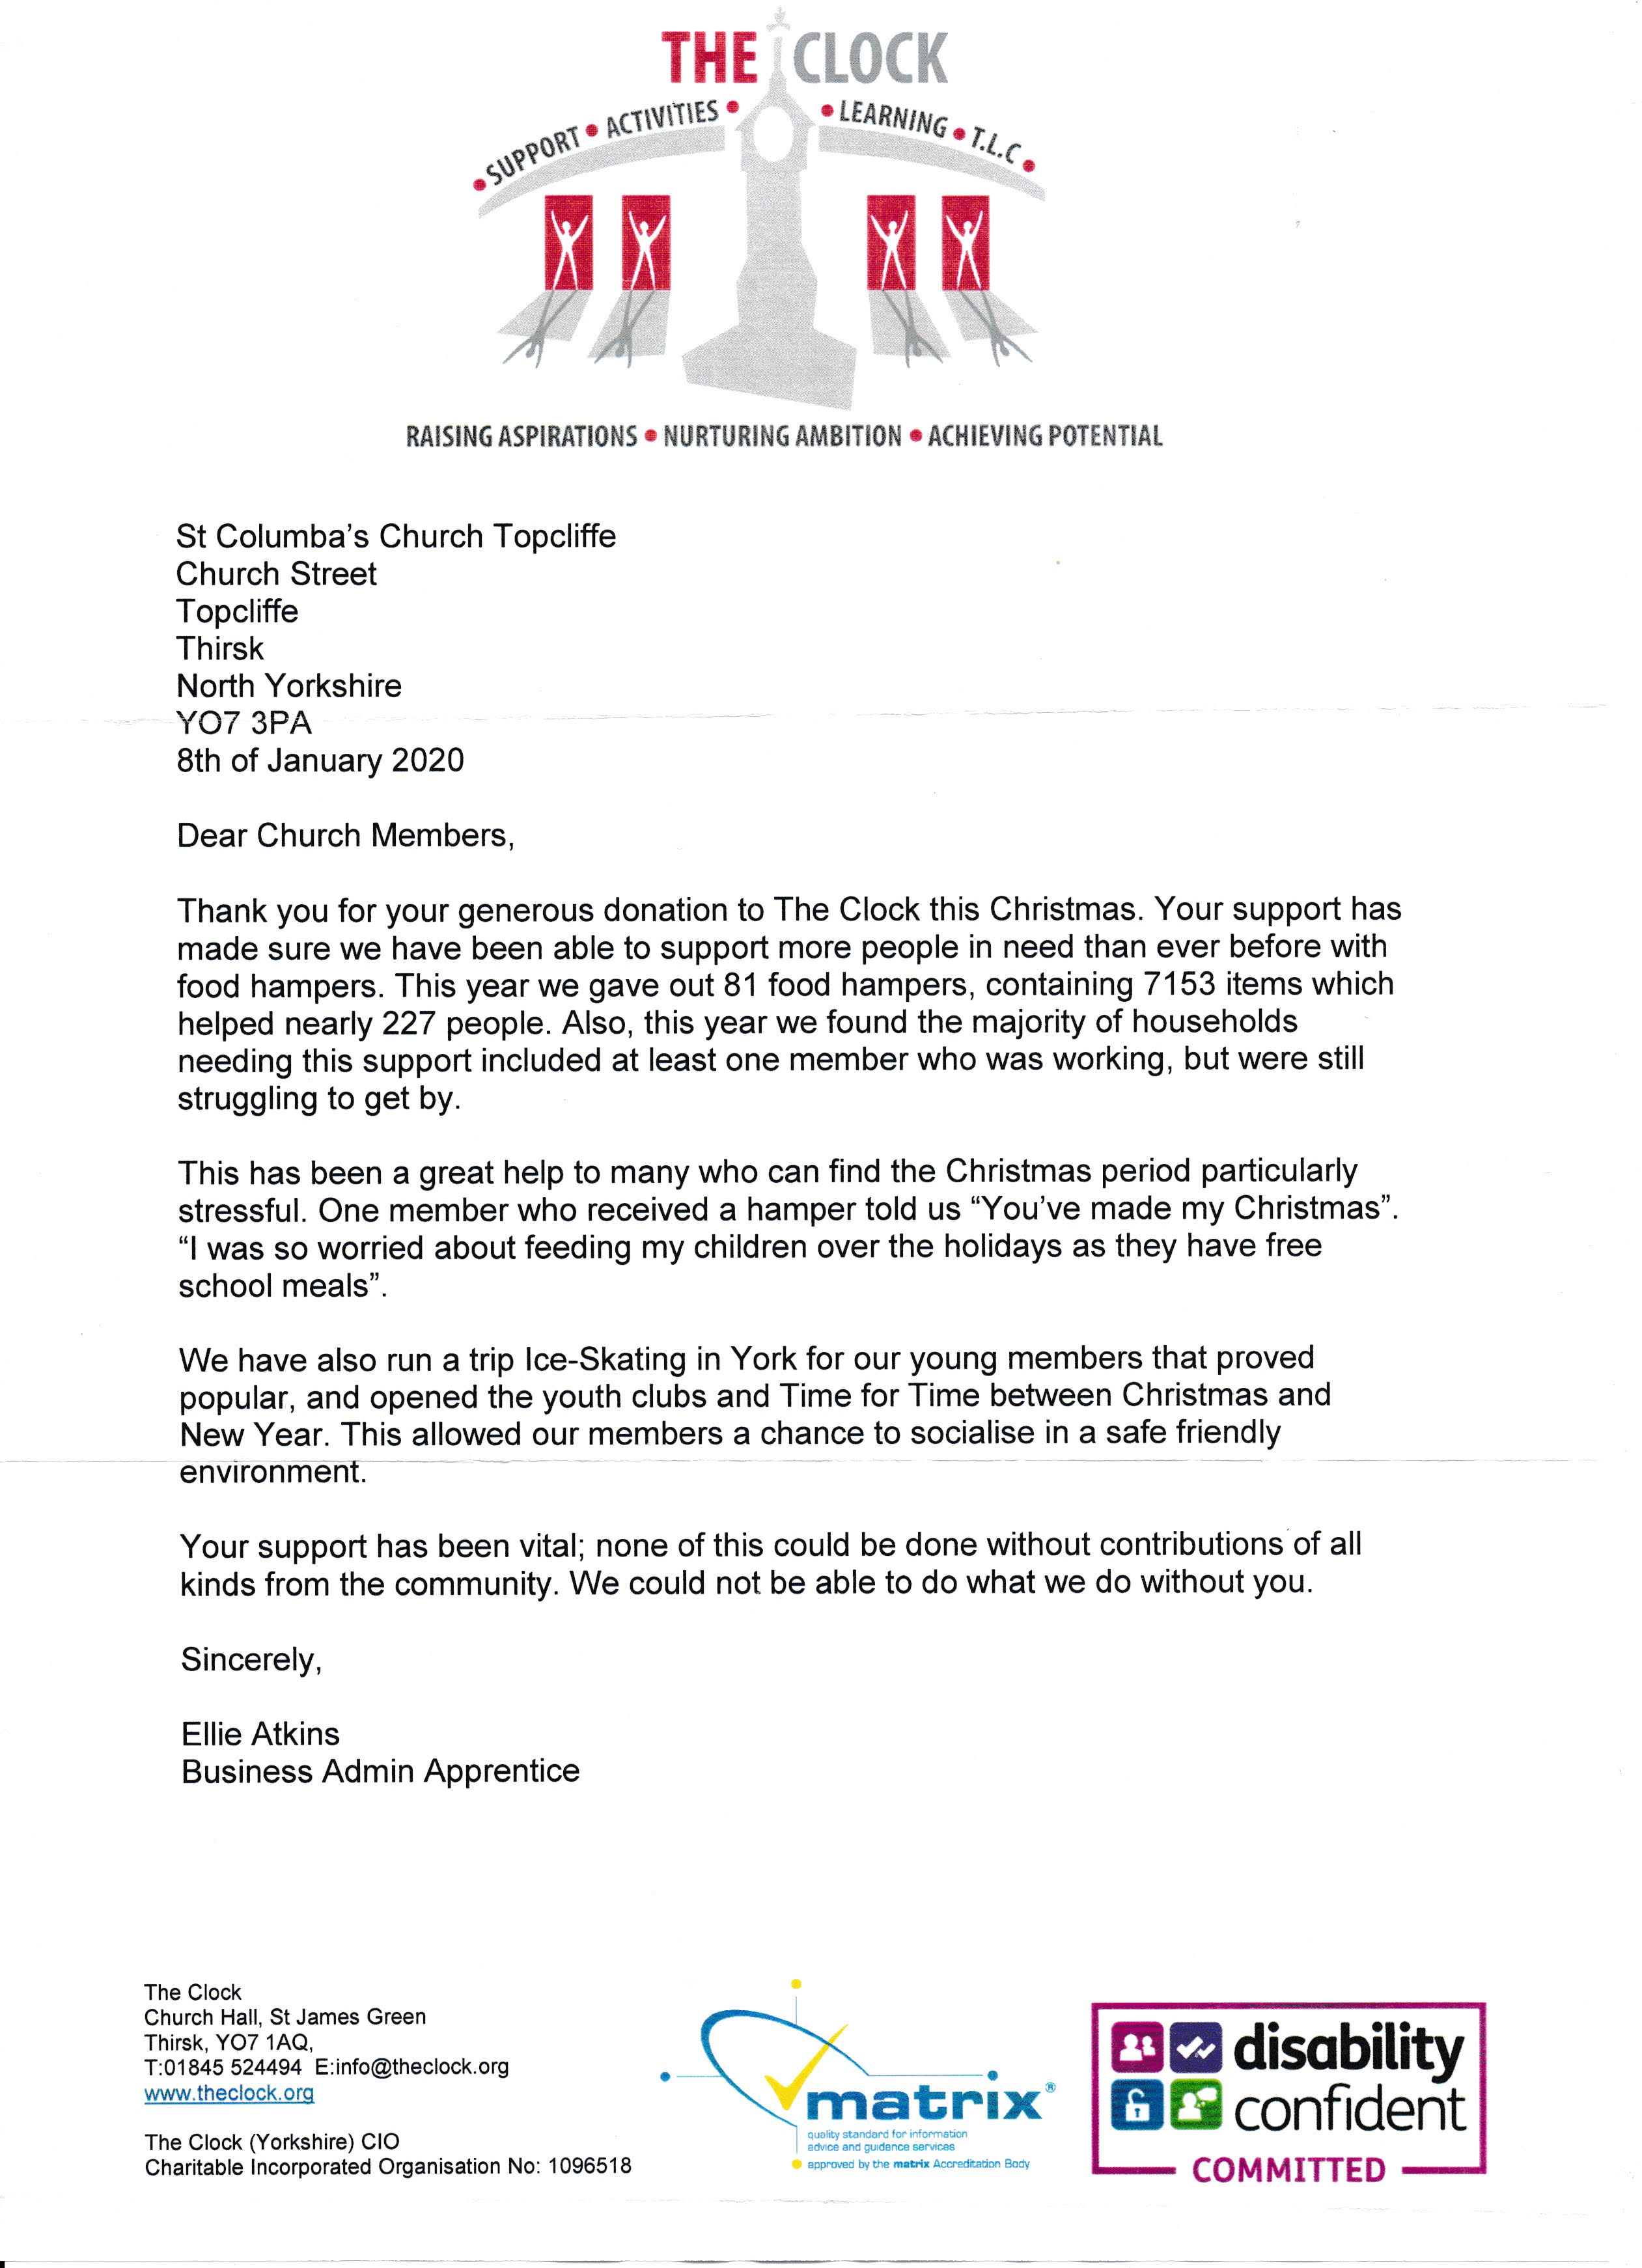 THE CLOCK
• SUPPORT • ACTIVITIES • • LEARNING • T.L.C •
RAISING ASPIRATIONS • NURTURING AMBITION • ACHIEVING POTENTIAL
St Columba’s Church Topcliffe
Church Street
Topcliffe
Thirsk
North Yorkshire
YO7 3PA
8th of January 2020
Dear Church Members,
Thank you for your generous donation to The Clock this Christmas. Your support has
made sure we have been able to support more people in need than ever before with
food hampers. This year we gave out 81 food hampers, containing 7153 items which
helped nearly 227 people. Also, this year we found the majority of households
needing this support included at least one member who was working, but were still
struggling to get by.
This has been a great help to many who can find the Christmas period particularly
stressful. One member who received a hamper told us “You’ve made my Christmas”.
“I was so worried about feeding my children over the holidays as they have free
school meals”.
We have also run a trip Ice-Skating in York for our young members that proved
popular, and opened the youth clubs and Time for Time between Christmas and
New Year. This allowed our members a chance to socialise in a safe friendly
environment.
Your support has been vital; none of this could be done without contributions of all
kinds from the community. We could not be able to do what we do without you.
Sincerely,
Ellie Atkins
Business Admin Apprentice
The Clock
Church Hall, St James Green
Thirsk, YO7 1AQ,
T:01845 524494 E:info@theclock.org
www.theclock.org
The Clock (Yorkshire) CIO
Charitable Incorporated Organisation No: 1096518
matrix®
quality standard for information
advice and guidance services
approved by the matrix Accreditation Body
disability
confident
COMMITTED